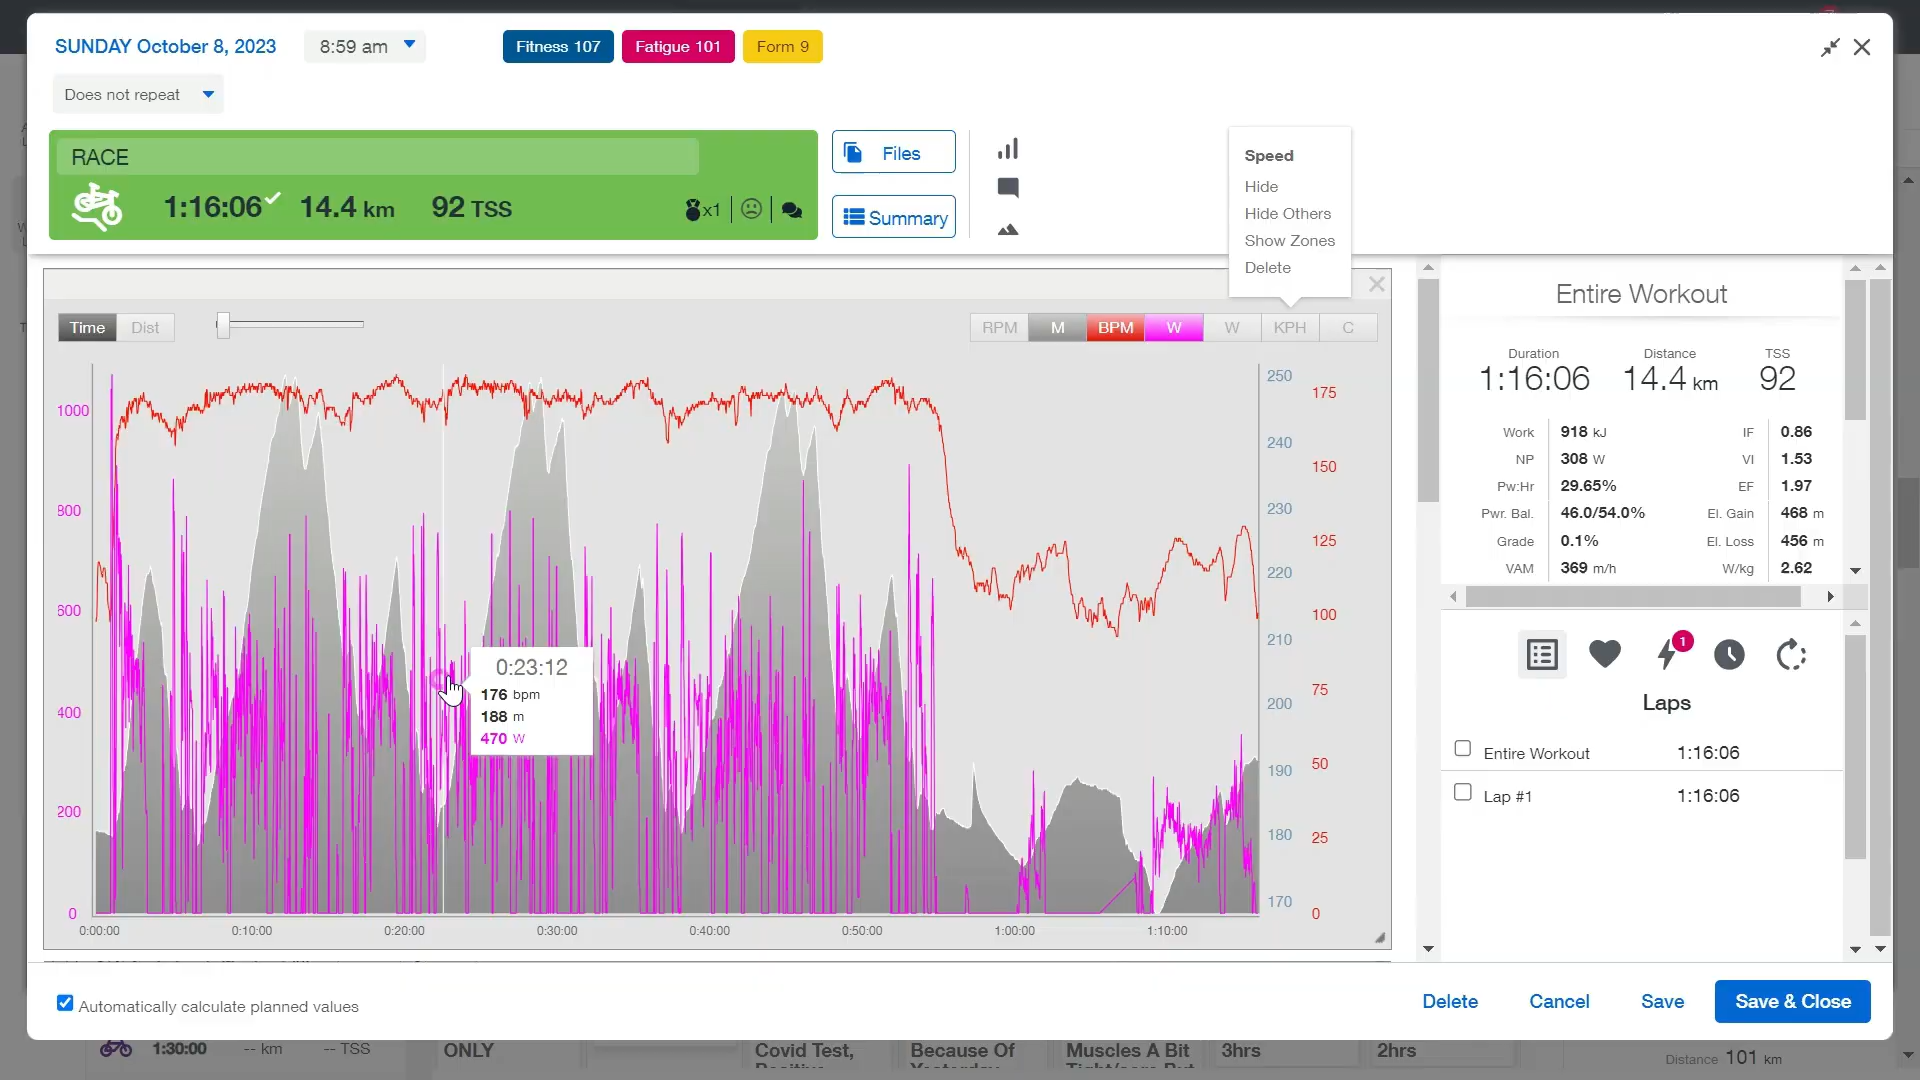 SUNDAY October 8, 2023
8:59 am
Fitness 107
Fatigue 101
Form 9
Does not repeat
RACE
1:16:06
14.4 km
92 TSS
x1
Files
Summary
Speed
Hide
Hide Others
Show Zones
Delete
Time
Dist
RPM
M
BPM
W
W
KPH
C
1000
800
600
400
200
0
250
240
230
220
210
200
190
180
170
175
150
125
100
75
50
25
0
0:23:12
176 bpm
188 m
470 W
0:00:00
0:10:00
0:20:00
0:30:00
0:40:00
0:50:00
1:00:00
1:10:00
Entire Workout
Duration
Distance
TSS
1:16:06
14.4 km
92
Work 918 kJ
IF 0.86
NP 308 W
VI 1.53
Pw:Hr 29.65%
EF 1.97
Pwr. Bal. 46.0/54.0%
El. Gain 468 m
Grade 0.1%
El. Loss 456 m
VAM 369 m/h
W/kg 2.62
1
Laps
Entire Workout 1:16:06
Lap #1 1:16:06
Automatically calculate planned values
Delete
Cancel
Save
Save & Close
1:30:00
-- km
-- TSS
ONLY
Covid Test,
Because Of
Muscles A Bit
3hrs
2hrs
Distance 101 km